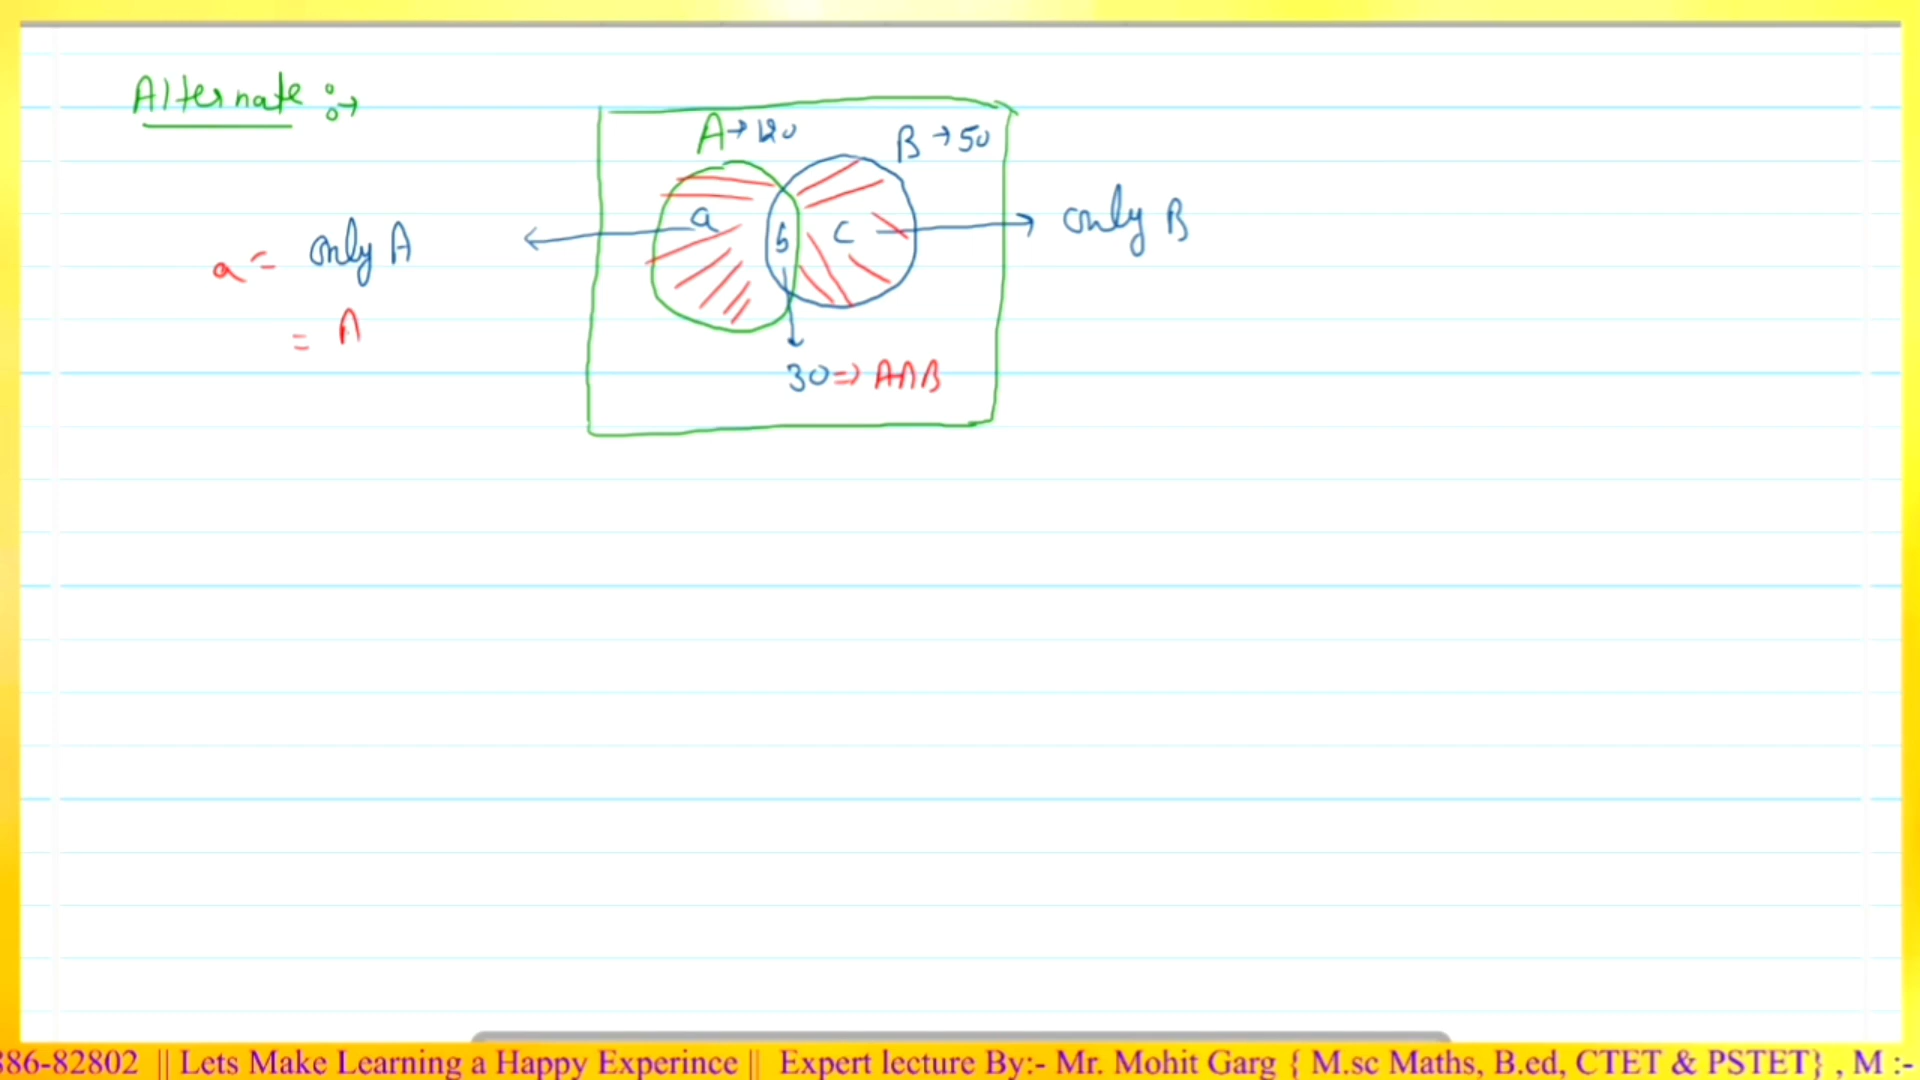 Alternate :→
A→120
B→50
a
b
c
only B
a = only A
= A
30 => A∩B
386-82802 || Lets Make Learning a Happy Experince || Expert lecture By:- Mr. Mohit Garg { M.sc Maths, B.ed, CTET & PSTET} , M :-